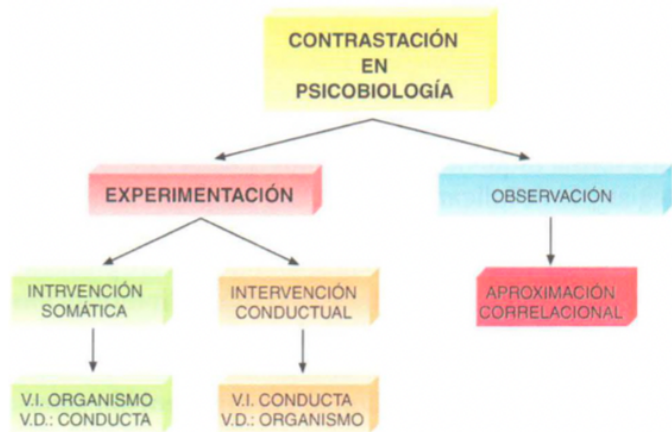 CONTRASTACIÓN
EN
PSICOBIOLOGÍA
EXPERIMENTACIÓN
OBSERVACIÓN
INTRVENCIÓN
SOMÁTICA
INTERVENCIÓN
CONDUCTUAL
APROXIMACIÓN
CORRELACIONAL
V.I. ORGANISMO
V.D.: CONDUCTA
V.I. CONDUCTA
V.D.: ORGANISMO